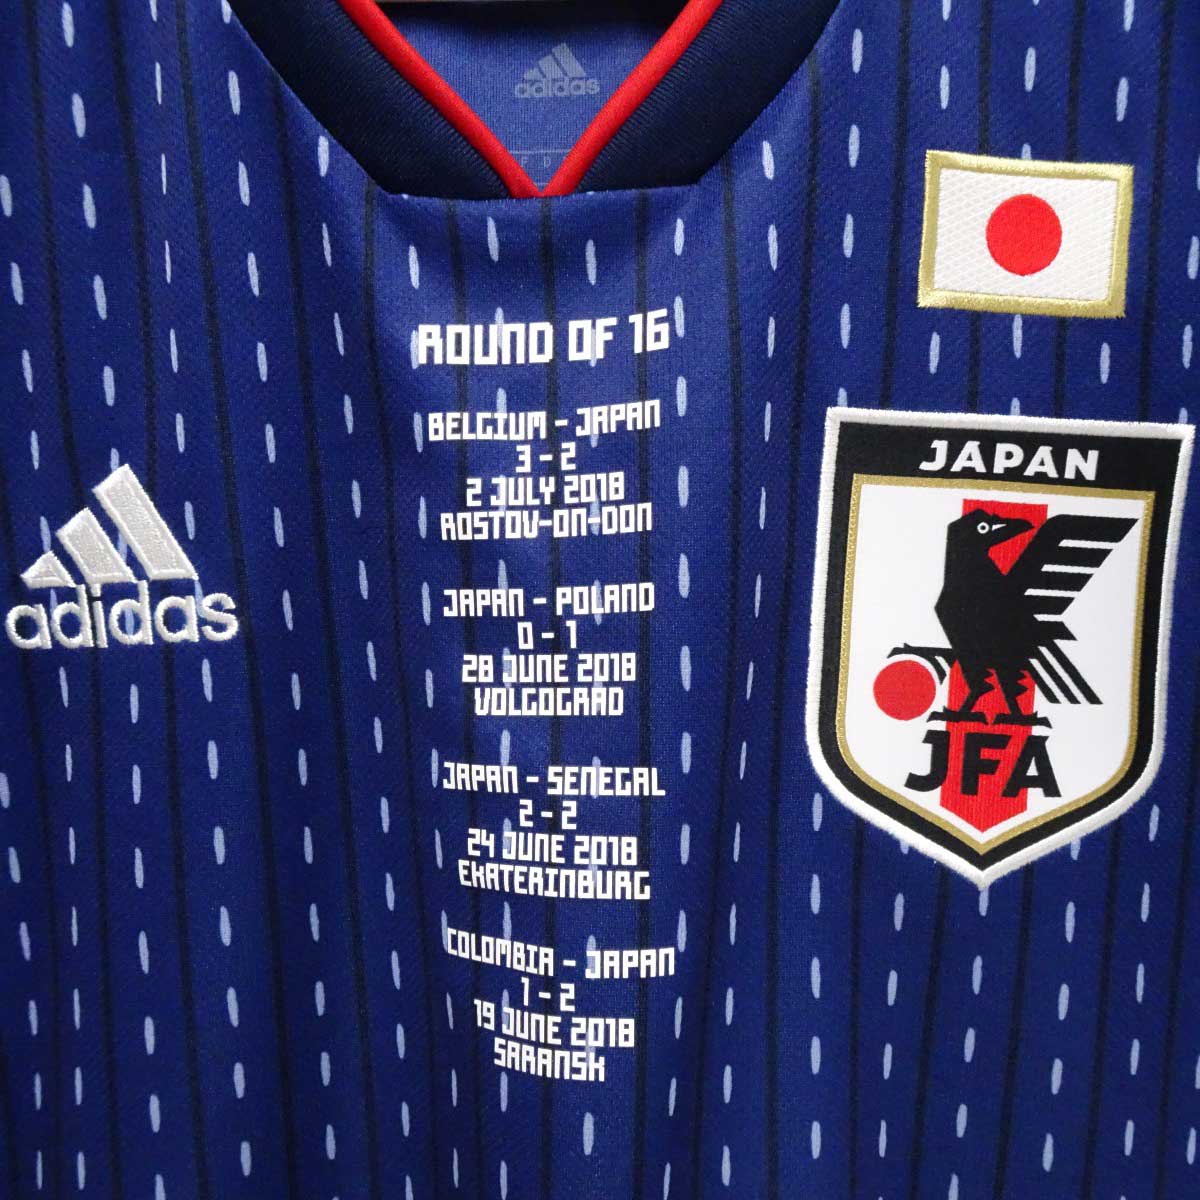 adidas
ROUND OF 16
BELGIUM - JAPAN
3 - 2
2 JULY 2018
ROSTOV-ON-DON
JAPAN - POLAND
0 - 1
28 JUNE 2018
VOLGOGRAD
JAPAN - SENEGAL
2 - 2
24 JUNE 2018
EKATERINBURG
COLOMBIA - JAPAN
1 - 2
19 JUNE 2018
SARANSK
adidas
JAPAN
JFA